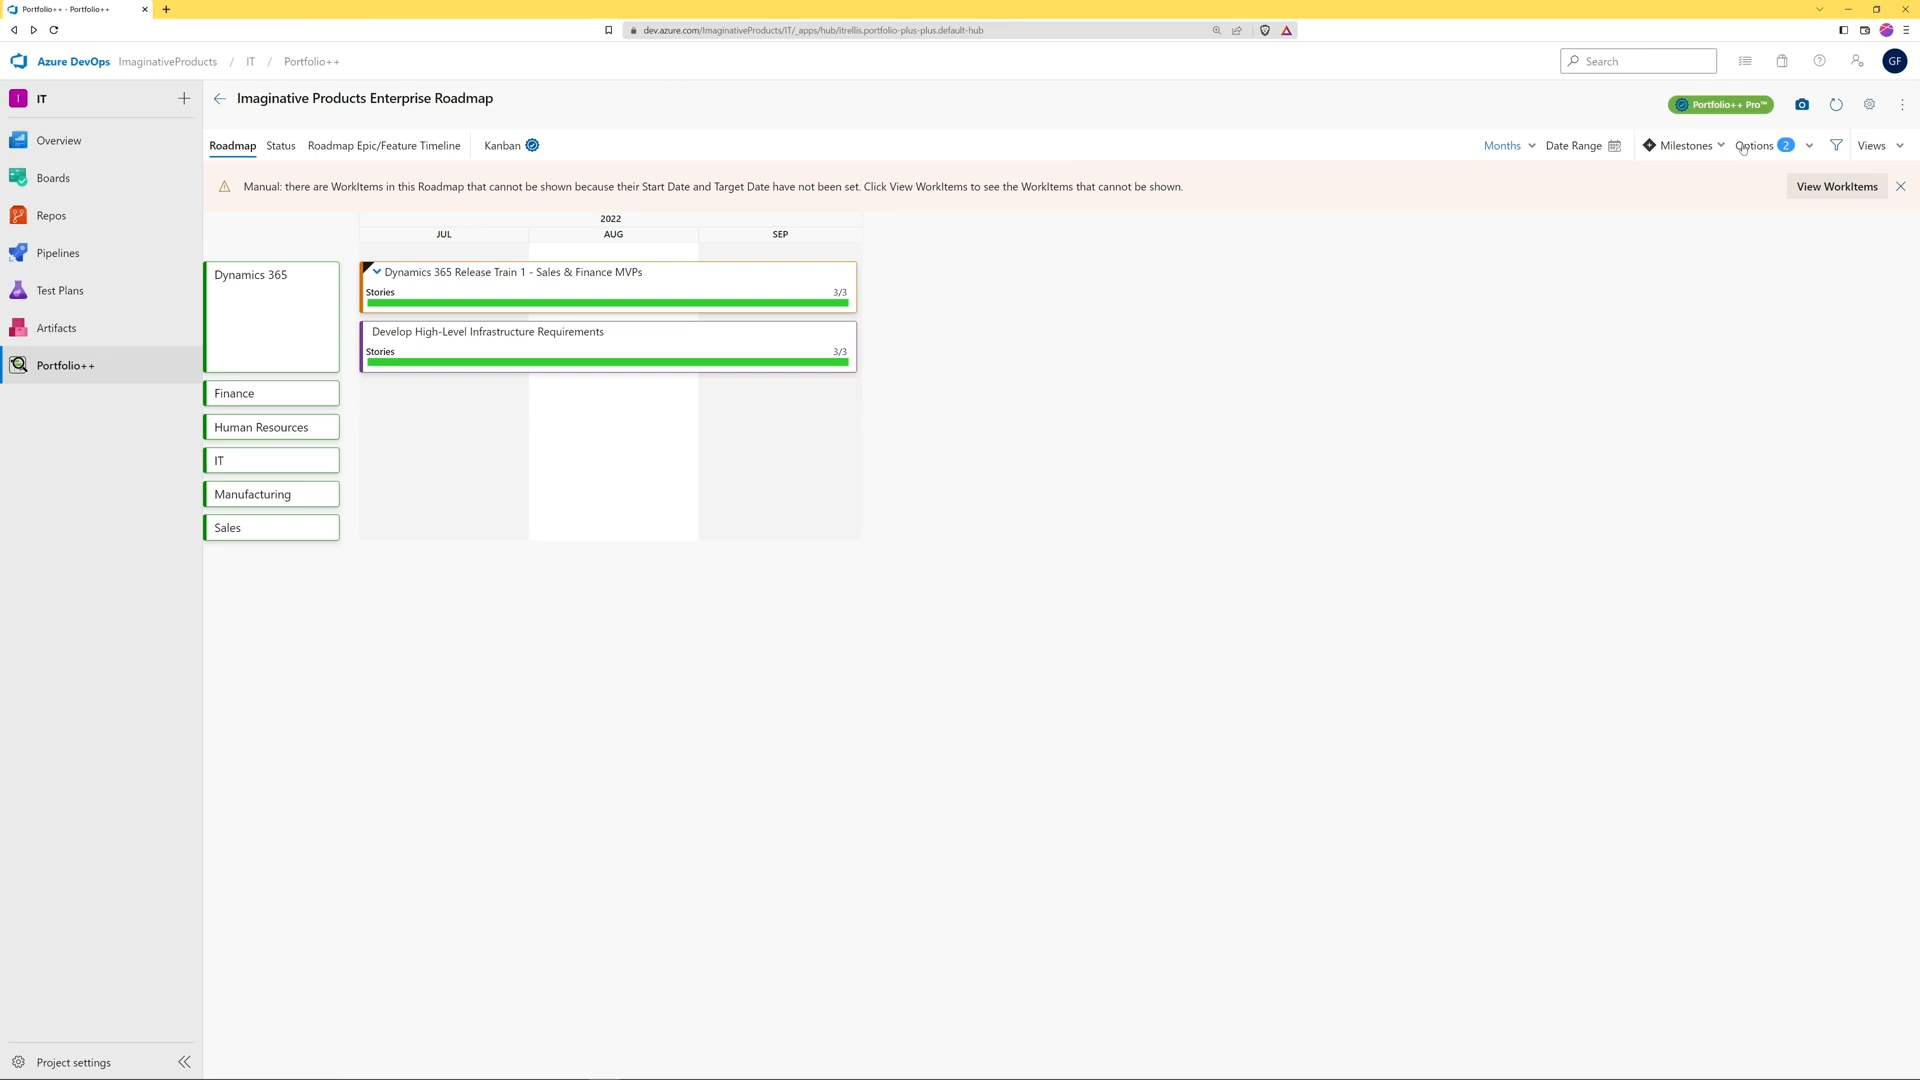 Portfolio++ - Portfolio++
dev.azure.com/ImaginativeProducts/IT/_apps/hub/itrellis.portfolio-plus-plus.default-hub
Azure DevOps ImaginativeProducts / IT / Portfolio++
Search
GF
I IT
Imaginative Products Enterprise Roadmap
Portfolio++ Pro™
Overview
Boards
Repos
Pipelines
Test Plans
Artifacts
Portfolio++
Roadmap Status Roadmap Epic/Feature Timeline Kanban
Months Date Range Milestones Options 2 Views
Manual: there are WorkItems in this Roadmap that cannot be shown because their Start Date and Target Date have not been set. Click View WorkItems to see the WorkItems that cannot be shown.
View WorkItems
2022
JUL AUG SEP
Dynamics 365
Dynamics 365 Release Train 1 - Sales & Finance MVPs
Stories 3/3
Develop High-Level Infrastructure Requirements
Stories 3/3
Finance
Human Resources
IT
Manufacturing
Sales
Project settings